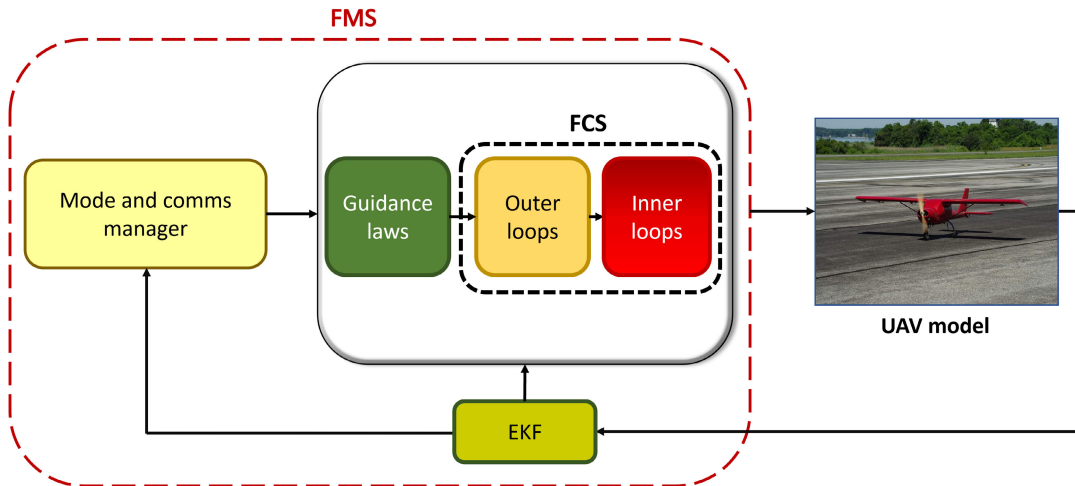 FMS
FCS
Mode and comms
manager
Guidance
laws
Outer
loops
Inner
loops
UAV model
EKF